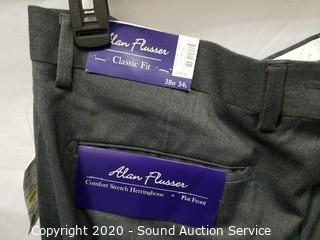 Alan Flusser
Classic Fit
38W 34L
Alan Flusser
Comfort Stretch Herringbone Flat Front
Copyright 2020 - Sound Auction Service